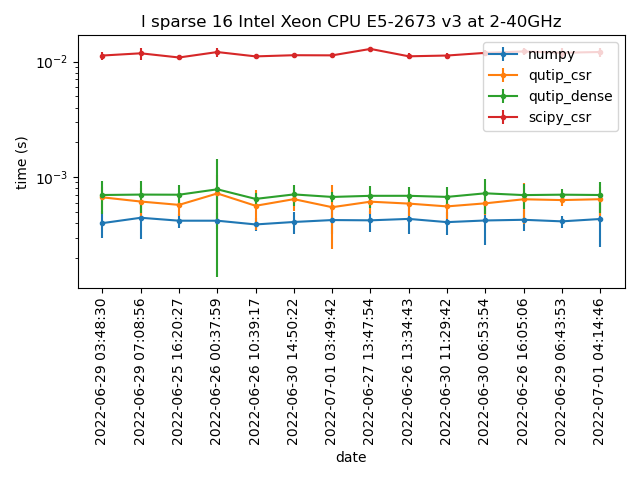 l sparse 16 Intel Xeon CPU E5-2673 v3 at 2-40GHz
time (s)
10⁻²
10⁻³
numpy
qutip_csr
qutip_dense
scipy_csr
2022-06-29 03:48:30
2022-06-29 07:08:56
2022-06-25 16:20:27
2022-06-26 00:37:59
2022-06-26 10:39:17
2022-06-30 14:50:22
2022-07-01 03:49:42
2022-06-27 13:47:54
2022-06-26 13:34:43
2022-06-30 11:29:42
2022-06-30 06:53:54
2022-06-26 16:05:06
2022-06-29 06:43:53
2022-07-01 04:14:46
date